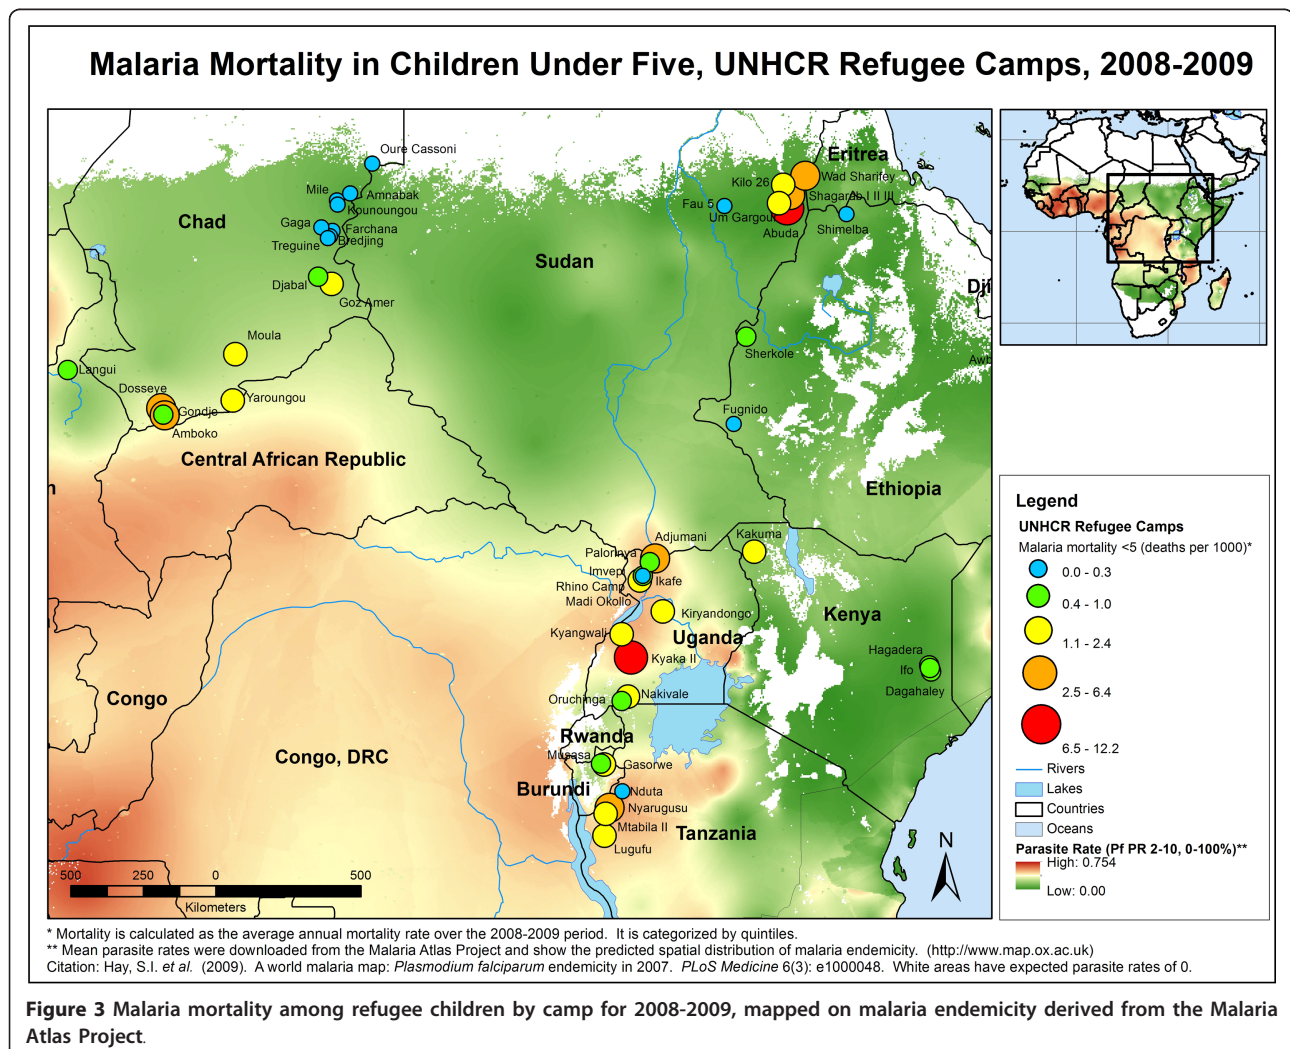 Malaria Mortality in Children Under Five, UNHCR Refugee Camps, 2008-2009
Oure Cassoni
Eritrea
Mile
Amnabak
Kounoungou
Kilo 26
Wad Sharifey
Shagarab I II III
Fau 5
Um Gargour
Abuda
Shimelba
Chad
Gaga
Farchana
Bredjing
Treguine
Sudan
Djabal
Goz Amer
Dji
Moula
Sherkole
Awb
Langui
Dosseye
Yaroungou
Gondje
Amboko
Fugnido
Central African Republic
n
Ethiopia
Adjumani
Kakuma
Palorinya
Imvepi
Ikafe
Rhino Camp
Madi Okollo
Kiryandongo
Kenya
Kyangwali
Uganda
Hagadera
Kyaka II
Ifo
Dagahaley
Congo
Oruchinga
Nakivale
Rwanda
Congo, DRC
Musasa
Gasorwe
Burundi
Nduta
Nyarugusu
Mtabila II
Tanzania
Lugufu
N
500 250 0 500
Kilometers
Legend
UNHCR Refugee Camps
Malaria mortality <5 (deaths per 1000)*
0.0 - 0.3
0.4 - 1.0
1.1 - 2.4
2.5 - 6.4
6.5 - 12.2
Rivers
Lakes
Countries
Oceans
Parasite Rate (Pf PR 2-10, 0-100%)**
High: 0.754
Low: 0.00
* Mortality is calculated as the average annual mortality rate over the 2008-2009 period. It is categorized by quintiles.
** Mean parasite rates were downloaded from the Malaria Atlas Project and show the predicted spatial distribution of malaria endemicity. (http://www.map.ox.ac.uk)
Citation: Hay, S.I. et al. (2009). A world malaria map: Plasmodium falciparum endemicity in 2007. PLoS Medicine 6(3): e1000048. White areas have expected parasite rates of 0.
Figure 3 Malaria mortality among refugee children by camp for 2008-2009, mapped on malaria endemicity derived from the Malaria
Atlas Project.